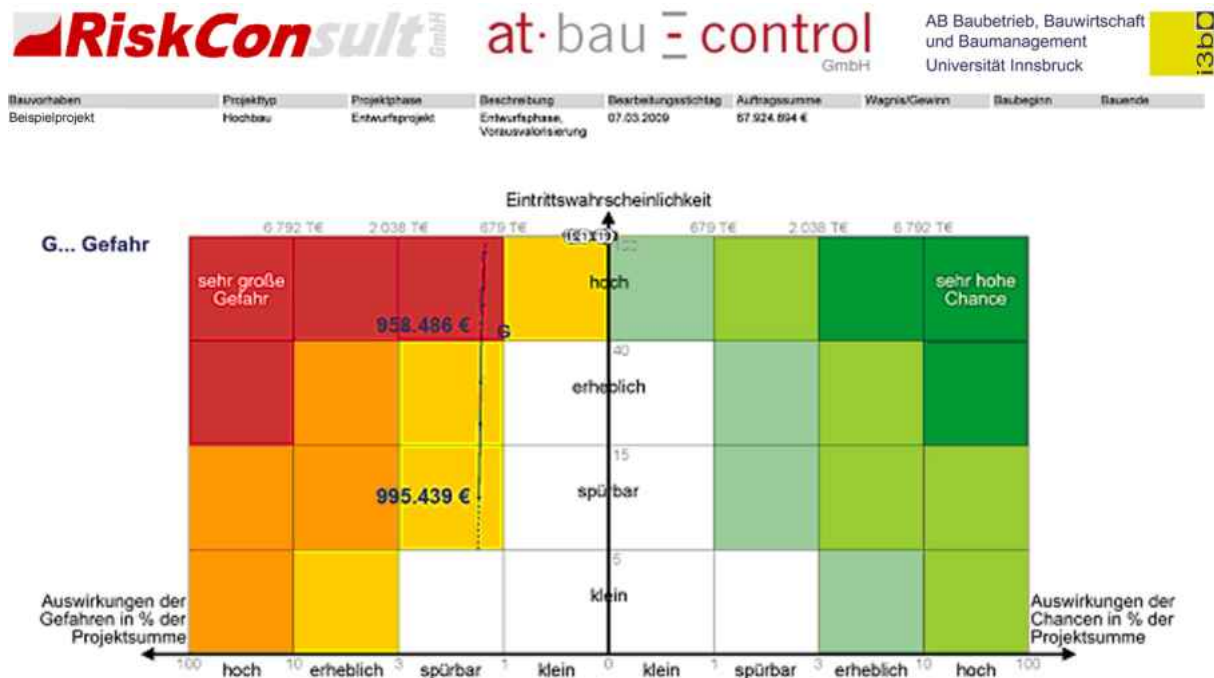 RiskConsult GmbH
at·bau control GmbH
AB Baubetrieb, Bauwirtschaft
und Baumanagement
Universität Innsbruck
i3bp
Bauvorhaben Projekttyp Projektphase Beschreibung Bearbeitungsstichtag Auftragssumme Wagnis/Gewinn Baubeginn Bauende
Beispielprojekt Hochbau Entwurfsprojekt Entwurfsphase, 07.03.2009 67.924.894 €
Vorausvalorisierung
Eintrittswahrscheinlichkeit
6.792 T€ 2.038 T€ 679 T€ 679 T€ 2.038 T€ 6.792 T€
G... Gefahr
100
sehr große
Gefahr
hoch
sehr hohe
Chance
958.486 €
G
40
erheblich
15
995.439 €
spürbar
5
klein
Auswirkungen der
Gefahren in % der
Projektsumme
Auswirkungen der
Chancen in % der
Projektsumme
100 hoch 10 erheblich 3 spürbar 1 klein 0 klein 1 spürbar 3 erheblich 10 hoch 100